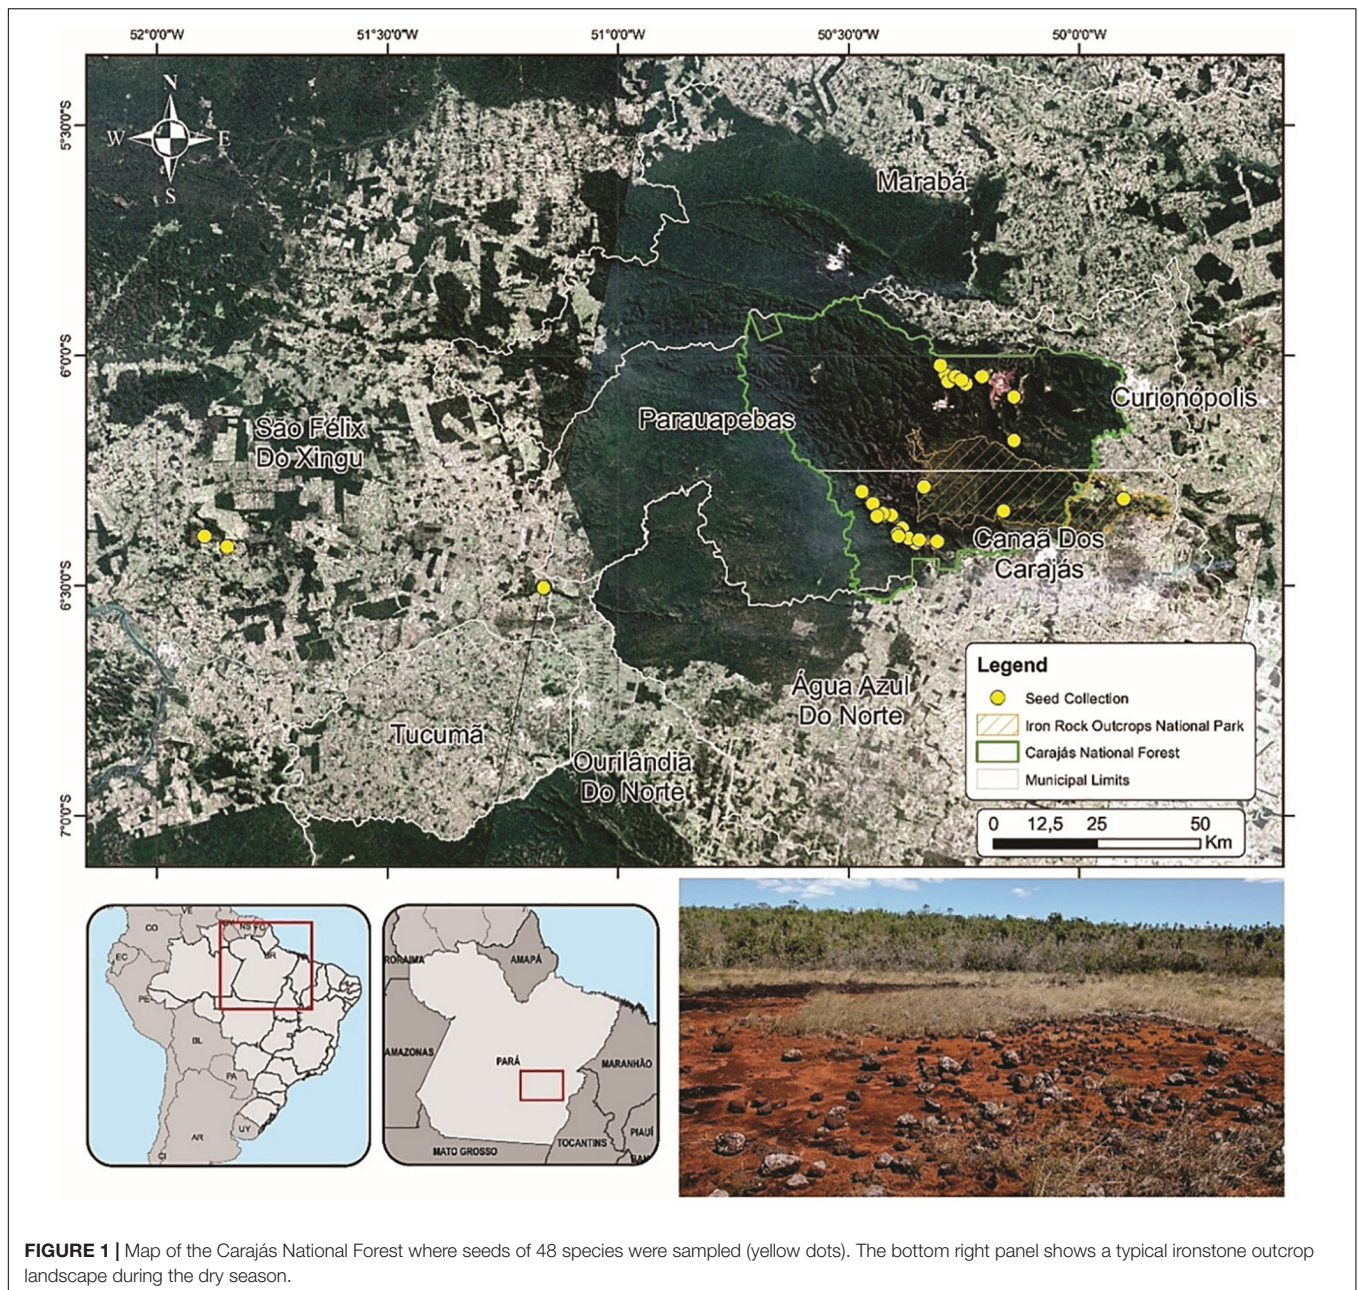 52°0'0"W 51°30'0"W 51°0'0"W 50°30'0"W 50°0'0"W
N
W E
S
5°30'0"S
6°0'0"S
6°30'0"S
7°0'0"S
Marabá
Curionópolis
Parauapebas
São Félix
Do Xingu
Canaã Dos
Carajás
Água Azul
Do Norte
Tucumã
Ourilândia
Do Norte
Legend
Seed Collection
Iron Rock Outcrops National Park
Carajás National Forest
Municipal Limits
0 12,5 25 50
Km
VE
CO
NS
EC
BR
PE
BL
PA
AR
UY
RORAIMA
AMAPÁ
AMAZONAS
PARÁ
MARANHÃO
MATO GROSSO
TOCANTINS
PIAUÍ
FIGURE 1 | Map of the Carajás National Forest where seeds of 48 species were sampled (yellow dots). The bottom right panel shows a typical ironstone outcrop
landscape during the dry season.